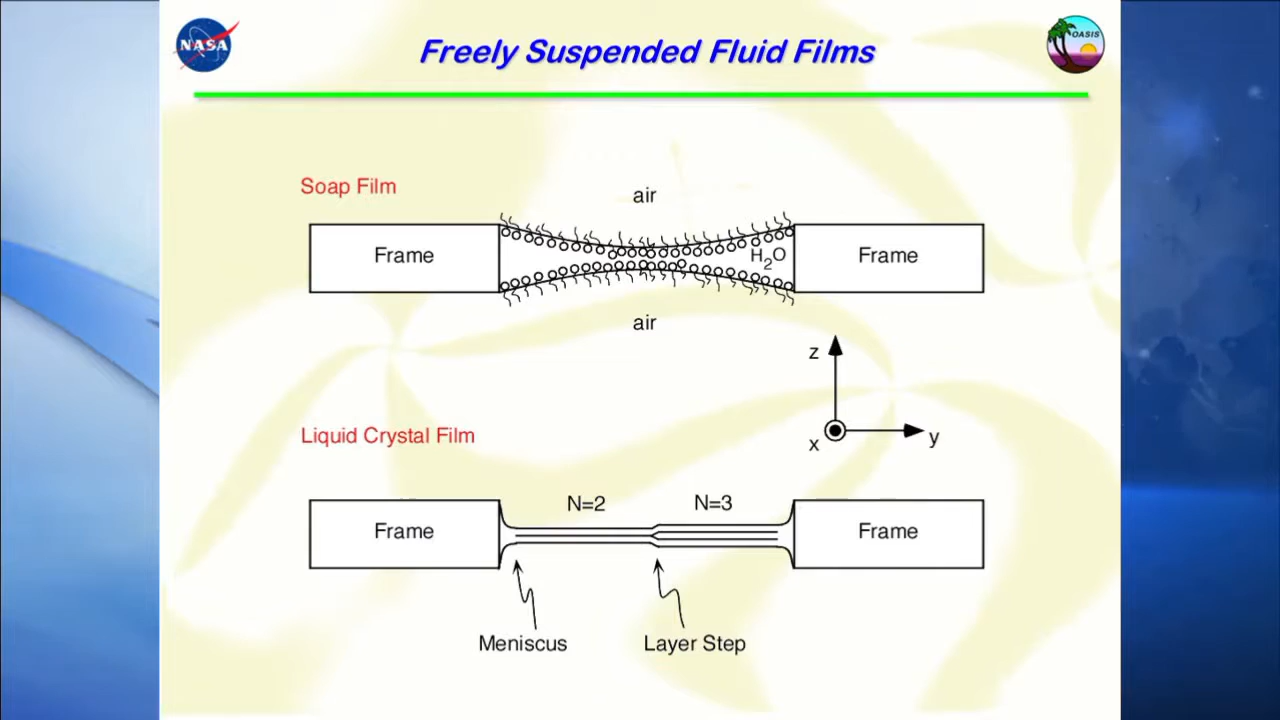 NASA
OASIS
Freely Suspended Fluid Films
Soap Film
air
Frame
H2O
Frame
air
z
x
y
Liquid Crystal Film
N=2
N=3
Frame
Frame
Meniscus
Layer Step